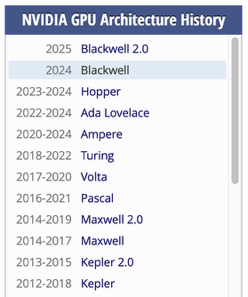 NVIDIA GPU Architecture History
2025 Blackwell 2.0
2024 Blackwell
2023-2024 Hopper
2022-2024 Ada Lovelace
2020-2024 Ampere
2018-2022 Turing
2017-2020 Volta
2016-2021 Pascal
2014-2019 Maxwell 2.0
2014-2017 Maxwell
2013-2015 Kepler 2.0
2012-2018 Kepler